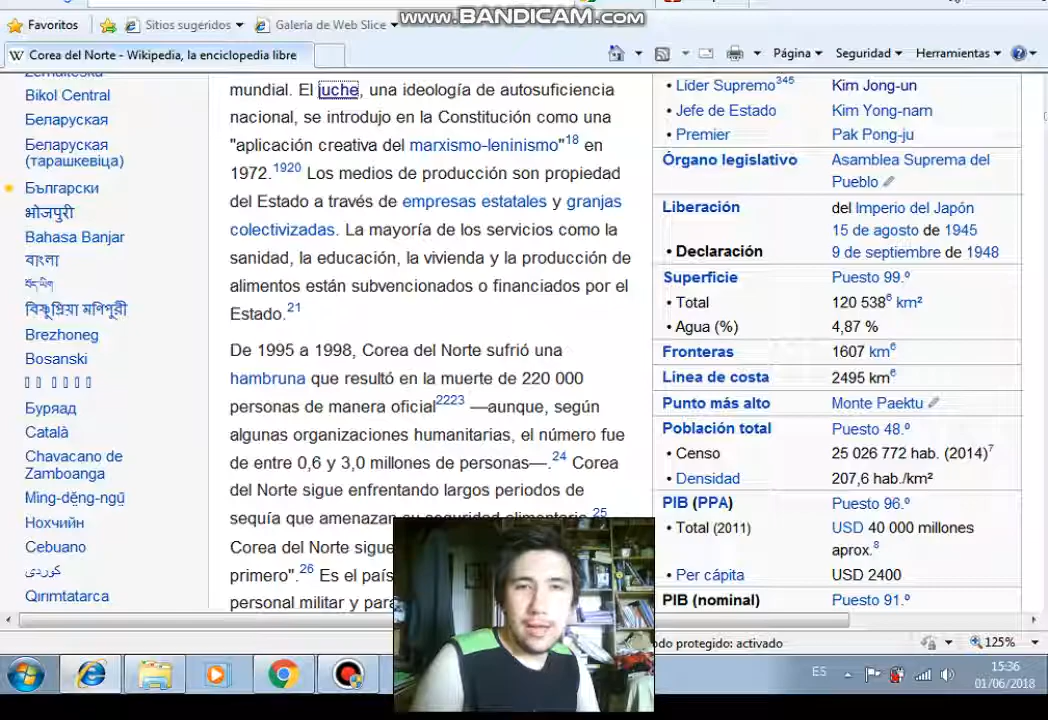 www.BANDICAM.com
Favoritos
Sitios sugeridos
Galería de Web Slice
Corea del Norte - Wikipedia, la enciclopedia libre
Página
Seguridad
Herramientas
Bikol Central
Беларуская
Беларуская
(тарашкевіца)
Български
भोजपुरी
Bahasa Banjar
বাংলা
বিষ্ণুপ্রিয়া মণিপুরী
Brezhoneg
Bosanski
Буряад
Català
Chavacano de
Zamboanga
Mìng-dĕ̤ng-ngṳ̄
Нохчийн
Cebuano
کوردی
Qırımtatarca
mundial. El juche, una ideología de autosuficiencia
nacional, se introdujo en la Constitución como una
"aplicación creativa del marxismo-leninismo"18 en
1972.1920 Los medios de producción son propiedad
del Estado a través de empresas estatales y granjas
colectivizadas. La mayoría de los servicios como la
sanidad, la educación, la vivienda y la producción de
alimentos están subvencionados o financiados por el
Estado.21
De 1995 a 1998, Corea del Norte sufrió una
hambruna que resultó en la muerte de 220 000
personas de manera oficial2223 —aunque, según
algunas organizaciones humanitarias, el número fue
de entre 0,6 y 3,0 millones de personas—.24 Corea
del Norte sigue enfrentando largos periodos de
sequía que amenazan su seguridad alimentaria.25
Corea del Norte sigue
primero".26 Es el país
personal militar y para
• Líder Supremo345 Kim Jong-un
• Jefe de Estado Kim Yong-nam
• Premier Pak Pong-ju
Órgano legislativo Asamblea Suprema del
Pueblo
Liberación del Imperio del Japón
15 de agosto de 1945
• Declaración 9 de septiembre de 1948
Superficie Puesto 99.º
• Total 120 5386 km²
• Agua (%) 4,87 %
Fronteras 1607 km6
Línea de costa 2495 km6
Punto más alto Monte Paektu
Población total Puesto 48.º
• Censo 25 026 772 hab. (2014)7
• Densidad 207,6 hab./km²
PIB (PPA) Puesto 96.º
• Total (2011) USD 40 000 millones
aprox.8
• Per cápita USD 2400
PIB (nominal) Puesto 91.º
odo protegido: activado
125%
ES
15:36
01/06/2018